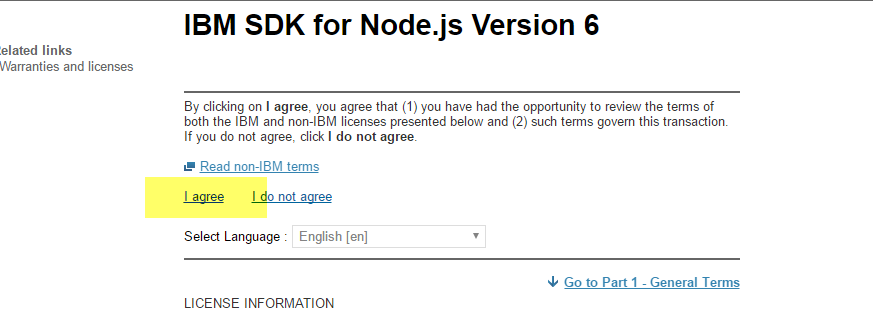 IBM SDK for Node.js Version 6
elated links
Warranties and licenses
By clicking on I agree, you agree that (1) you have had the opportunity to review the terms of
both the IBM and non-IBM licenses presented below and (2) such terms govern this transaction.
If you do not agree, click I do not agree.
Read non-IBM terms
I agree
I do not agree
Select Language : English [en]
Go to Part 1 - General Terms
LICENSE INFORMATION